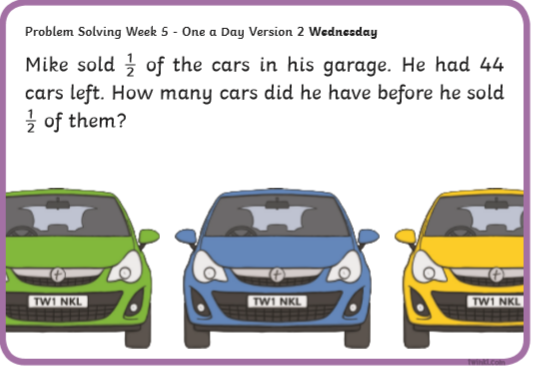 Problem Solving Week 5 - One a Day Version 2 Wednesday
Mike sold 1/2 of the cars in his garage. He had 44
cars left. How many cars did he have before he sold
1/2 of them?
TW1 NKL
TW1 NKL
TW1 NKL
twinkl.com